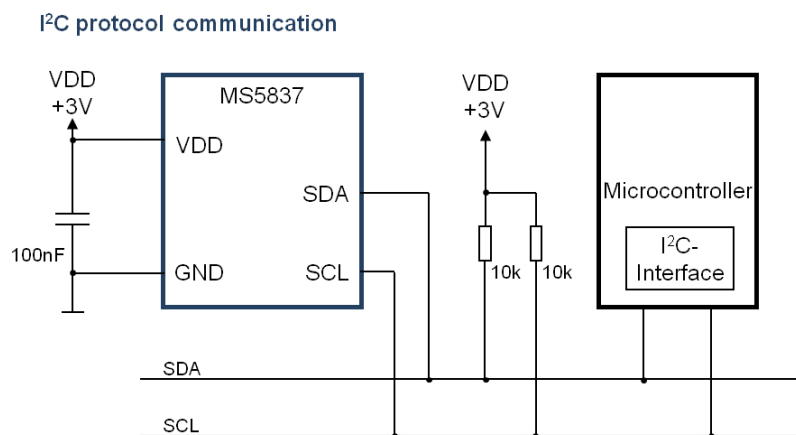 I²C protocol communication
VDD
+3V
MS5837
VDD
SDA
GND
SCL
100nF
VDD
+3V
10k
10k
Microcontroller
I²C-
Interface
SDA
SCL